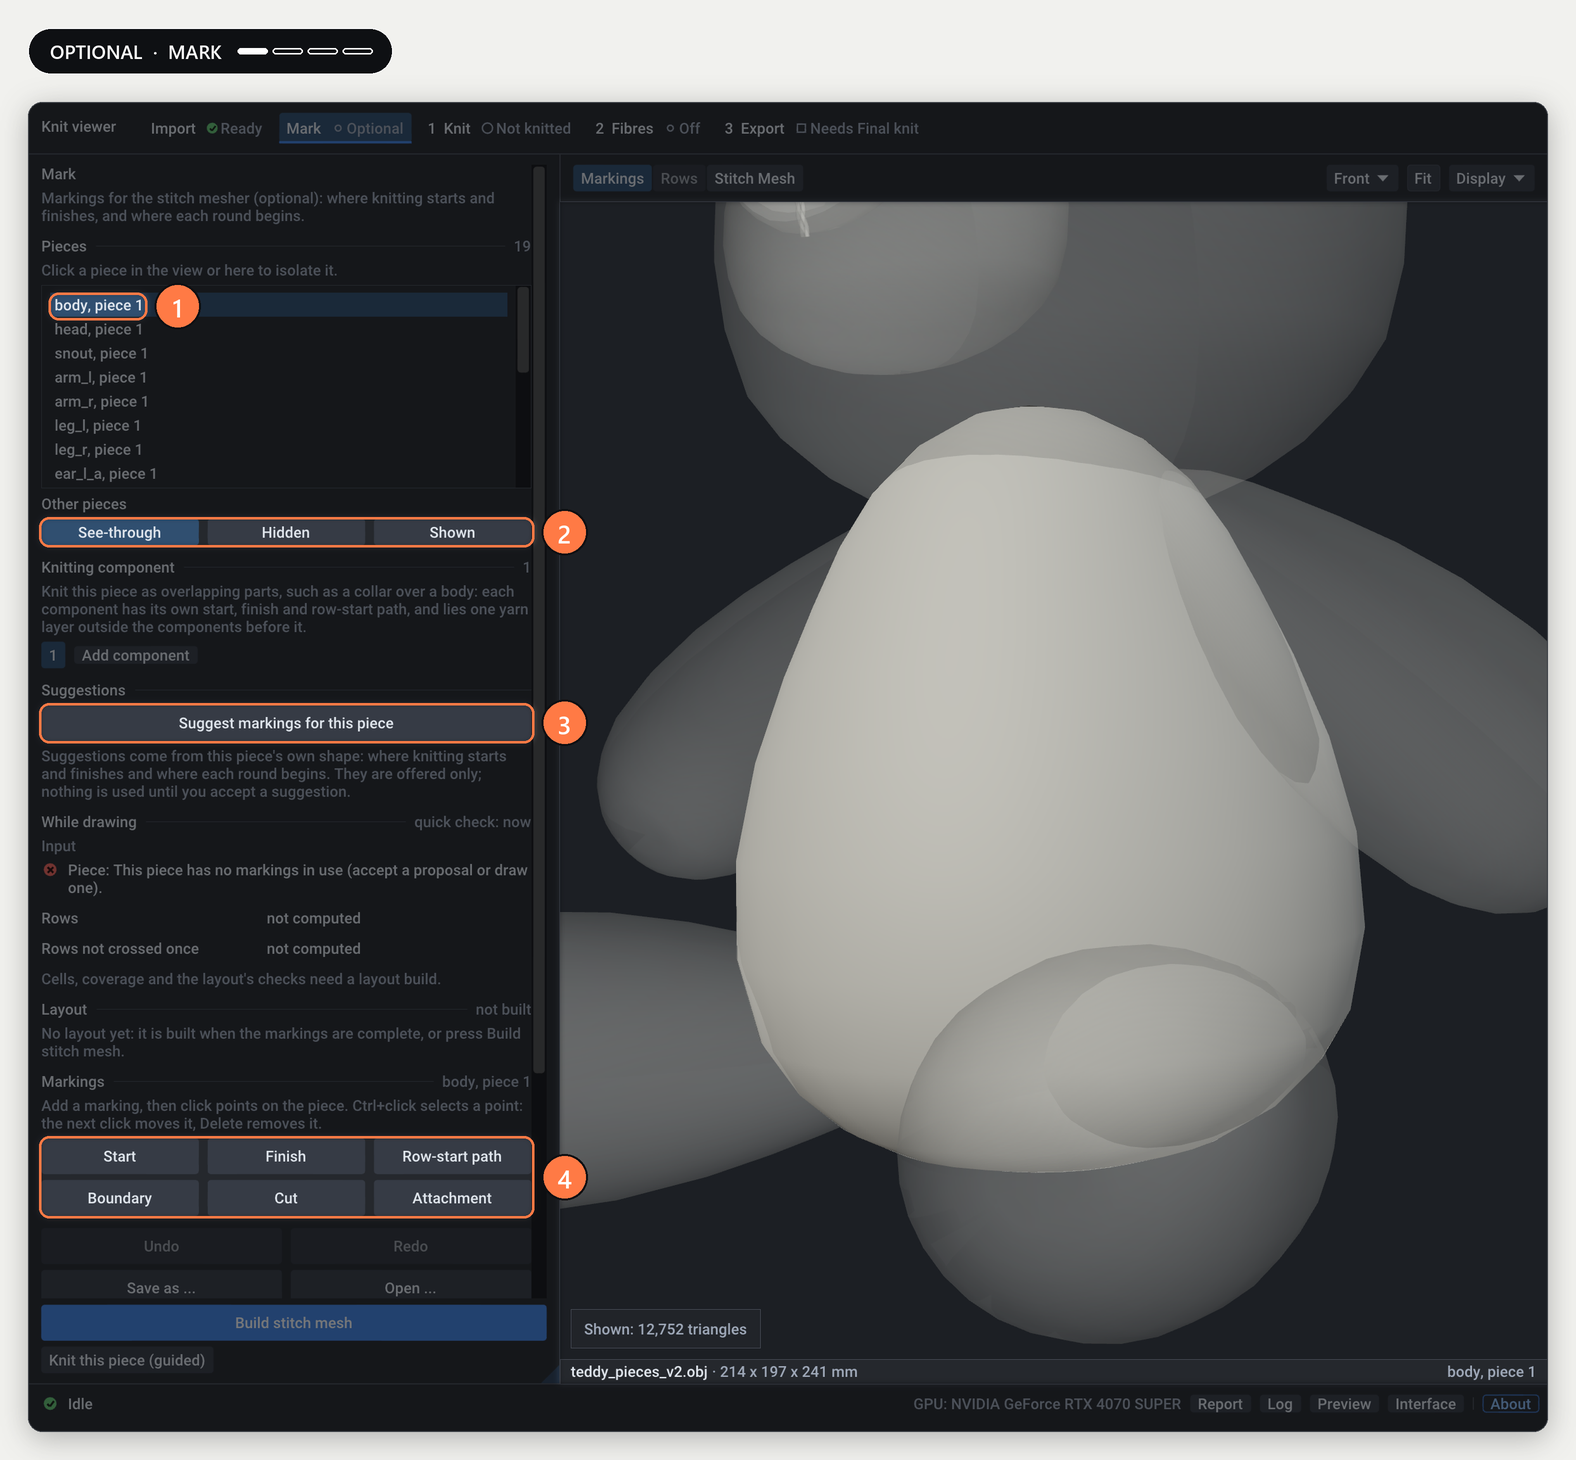 OPTIONAL · MARK
Knit viewer
Import Ready
Mark Optional
1 Knit Not knitted
2 Fibres Off
3 Export Needs Final knit
Mark
Markings for the stitch mesher (optional): where knitting starts and
finishes, and where each round begins.
Pieces 19
Click a piece in the view or here to isolate it.
body, piece 1
1
head, piece 1
snout, piece 1
arm_l, piece 1
arm_r, piece 1
leg_l, piece 1
leg_r, piece 1
ear_l_a, piece 1
Other pieces
See-through Hidden Shown
2
Knitting component 1
Knit this piece as overlapping parts, such as a collar over a body: each
component has its own start, finish and row-start path, and lies one yarn
layer outside the components before it.
1 Add component
Suggestions
Suggest markings for this piece
3
Suggestions come from this piece's own shape: where knitting starts
and finishes and where each round begins. They are offered only;
nothing is used until you accept a suggestion.
While drawing quick check: now
Input
Piece: This piece has no markings in use (accept a proposal or draw
one).
Rows not computed
Rows not crossed once not computed
Cells, coverage and the layout's checks need a layout build.
Layout not built
No layout yet: it is built when the markings are complete, or press Build
stitch mesh.
Markings body, piece 1
Add a marking, then click points on the piece. Ctrl+click selects a point:
the next click moves it, Delete removes it.
Start Finish Row-start path
4
Boundary Cut Attachment
Undo Redo
Save as ... Open ...
Build stitch mesh
Knit this piece (guided)
Markings Rows Stitch Mesh
Front Fit Display
Shown: 12,752 triangles
teddy_pieces_v2.obj · 214 x 197 x 241 mm
body, piece 1
Idle
GPU: NVIDIA GeForce RTX 4070 SUPER Report Log Preview Interface About